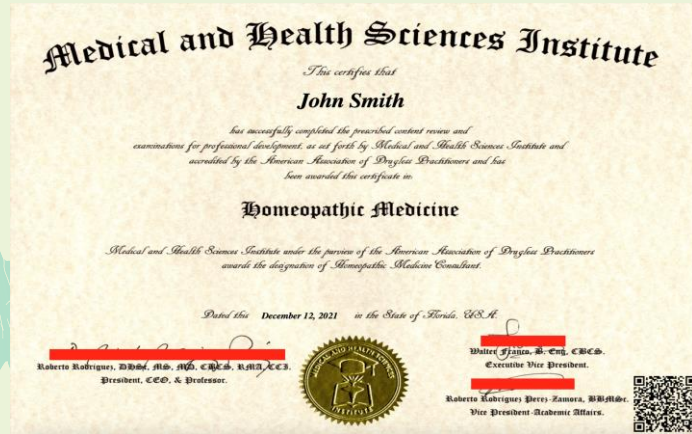 Medical and Health Sciences Institute
This certifies that
John Smith
has successfully completed the prescribed content review and
examinations for professional development, as set forth by Medical and Health Sciences Institute and
accredited by the American Association of Drugless Practitioners and has
been awarded this certificate in:
Homeopathic Medicine
Medical and Health Sciences Institute under the purview of the American Association of Drugless Practitioners
awards the designation of Homeopathic Medicine Consultant.
Dated this December 12, 2021 in the State of Florida, U.S.A.
Roberto Rodriguez, DHSc, MS, MD, CBCS, RMA, CCI.
President, CEO, & Professor.
MEDICAL AND HEALTH SCIENCES
INSTITUTE
Walter Franco, B. Eng, CBCS.
Executive Vice President.
Roberto Rodriguez Perez-Zamora, BBMSc.
Vice President-Academic Affairs.